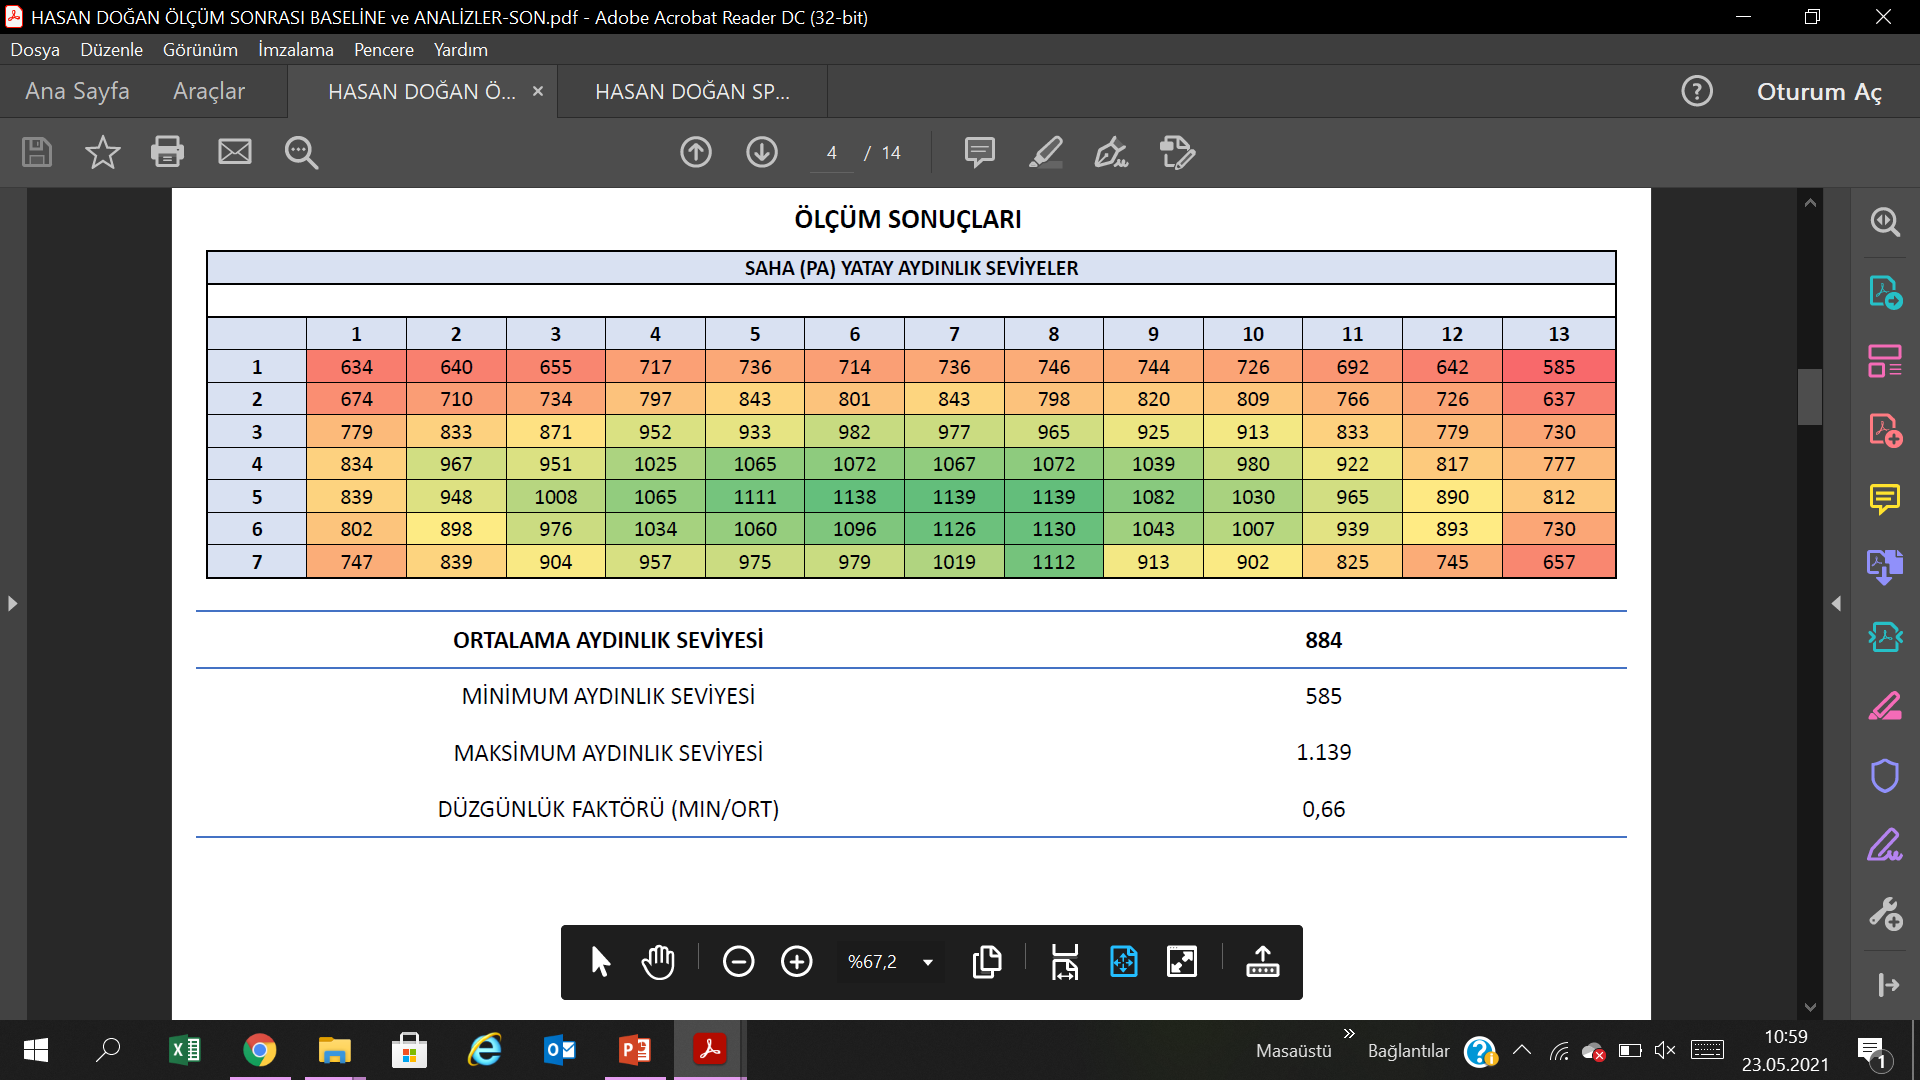 HASAN DOĞAN ÖLÇÜM SONRASI BASELİNE ve ANALİZLER-SON.pdf - Adobe Acrobat Reader DC (32-bit)
Dosya Düzenle Görünüm İmzalama Pencere Yardım
Ana Sayfa Araçlar HASAN DOĞAN Ö... × HASAN DOĞAN SP... Oturum Aç
4 / 14
ÖLÇÜM SONUÇLARI
SAHA (PA) YATAY AYDINLIK SEVİYELER
1 2 3 4 5 6 7 8 9 10 11 12 13
1 634 640 655 717 736 714 736 746 744 726 692 642 585
2 674 710 734 797 843 801 843 798 820 809 766 726 637
3 779 833 871 952 933 982 977 965 925 913 833 779 730
4 834 967 951 1025 1065 1072 1067 1072 1039 980 922 817 777
5 839 948 1008 1065 1111 1138 1139 1139 1082 1030 965 890 812
6 802 898 976 1034 1060 1096 1126 1130 1043 1007 939 893 730
7 747 839 904 957 975 979 1019 1112 913 902 825 745 657
ORTALAMA AYDINLIK SEVİYESİ 884
MİNİMUM AYDINLIK SEVİYESİ 585
MAKSİMUM AYDINLIK SEVİYESİ 1.139
DÜZGÜNLÜK FAKTÖRÜ (MIN/ORT) 0,66
%67,2
Masaüstü » Bağlantılar
10:59
23.05.2021
1